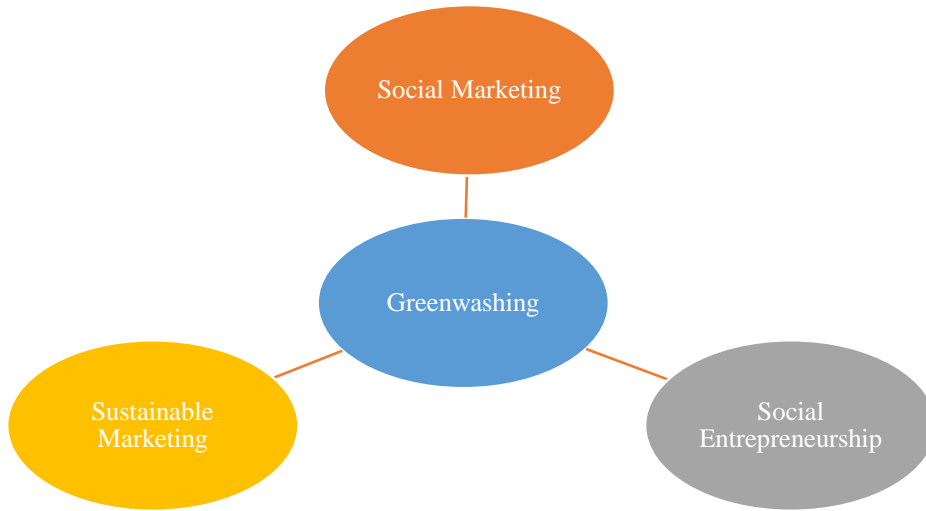 Social Marketing
Greenwashing
Sustainable
Marketing
Social
Entrepreneurship